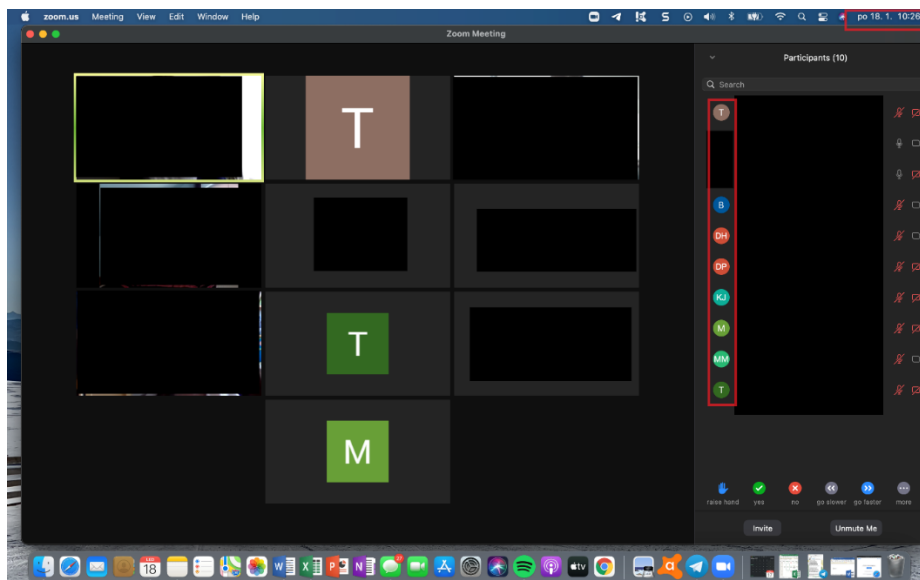 zoom.us Meeting View Edit Window Help po 18. 1. 10:26
Zoom Meeting
Participants (10)
Search
T
T
B
DH
DP
KJ
T
M
MM
T
M
raise hand yes no go slower go faster more
Invite Unmute Me
18
tv